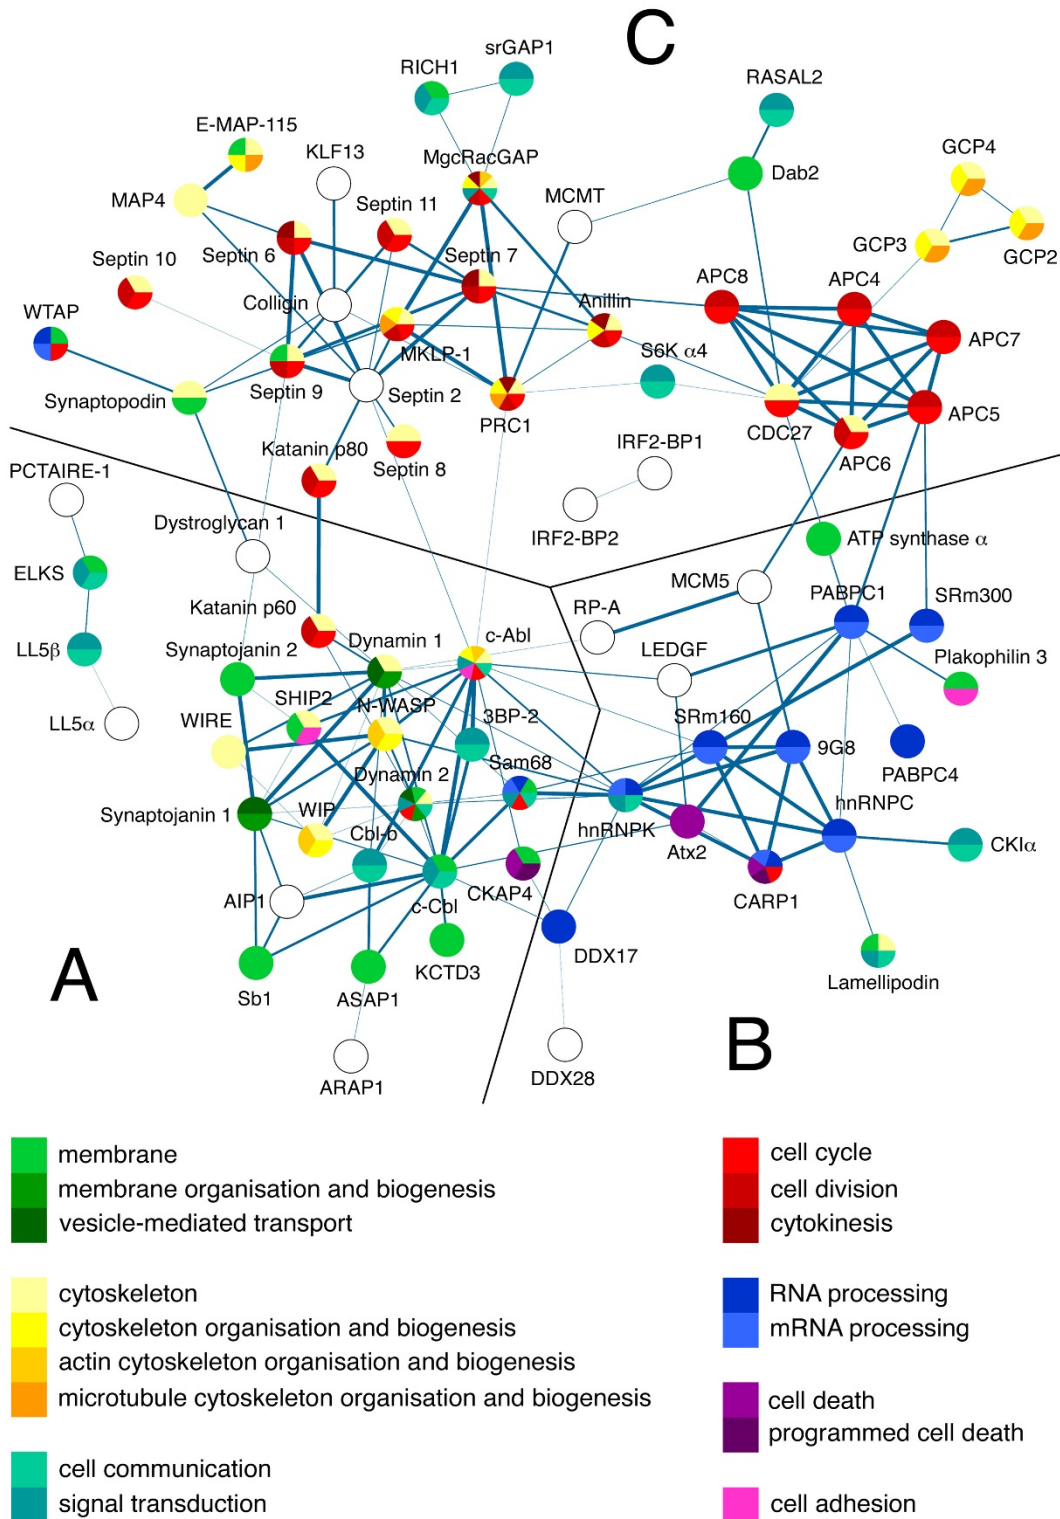 C
srGAP1
RICH1
RASAL2
E-MAP-115
KLF13
MgcRacGAP
GCP4
MAP4
MCMT
Dab2
Septin 11
Septin 6
Septin 7
GCP3
GCP2
Septin 10
APC8
APC4
WTAP
Colligin
Anillin
APC7
MKLP-1
S6K α4
Synaptopodin
Septin 9
Septin 2
PRC1
CDC27
APC5
APC6
Katanin p80
Septin 8
IRF2-BP1
PCTAIRE-1
IRF2-BP2
Dystroglycan 1
ATP synthase α
ELKS
MCM5
PABPC1
SRm300
Katanin p60
Dynamin 1
c-Abl
RP-A
LL5β
Synaptojanin 2
LEDGF
Plakophilin 3
SHIP2
N-WASP
3BP-2
LL5α
WIRE
SRm160
9G8
Sam68
PABPC4
Dynamin 2
Synaptojanin 1
WIP
Cbl-b
hnRNPK
hnRNPC
Atx2
CKIα
AIP1
c-Cbl
CKAP4
CARP1
A
DDX17
KCTD3
Sb1
ASAP1
Lamellipodin
B
ARAP1
DDX28
membrane
membrane organisation and biogenesis
vesicle-mediated transport
cytoskeleton
cytoskeleton organisation and biogenesis
actin cytoskeleton organisation and biogenesis
microtubule cytoskeleton organisation and biogenesis
cell communication
signal transduction
cell cycle
cell division
cytokinesis
RNA processing
mRNA processing
cell death
programmed cell death
cell adhesion